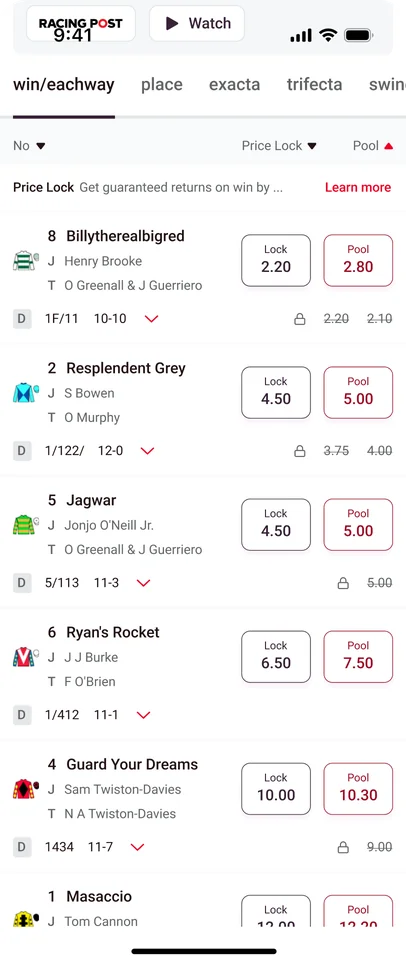 RACING POST
Watch
9:41
win/eachway place exacta trifecta swin
No Price Lock Pool
Price Lock Get guaranteed returns on win by ... Learn more
8 Billytherealbigred
J Henry Brooke
T O Greenall & J Guerriero
Lock 2.20
Pool 2.80
D 1F/11 10-10 2.20 2.10
2 Resplendent Grey
J S Bowen
T O Murphy
Lock 4.50
Pool 5.00
D 1/122/ 12-0 3.75 4.00
5 Jagwar
J Jonjo O'Neill Jr.
T O Greenall & J Guerriero
Lock 4.50
Pool 5.00
D 5/113 11-3 5.00
6 Ryan's Rocket
J J J Burke
T F O'Brien
Lock 6.50
Pool 7.50
D 1/412 11-1
4 Guard Your Dreams
J Sam Twiston-Davies
T N A Twiston-Davies
Lock 10.00
Pool 10.30
D 1434 11-7 9.00
1 Masaccio
J Tom Cannon
Lock
Pool